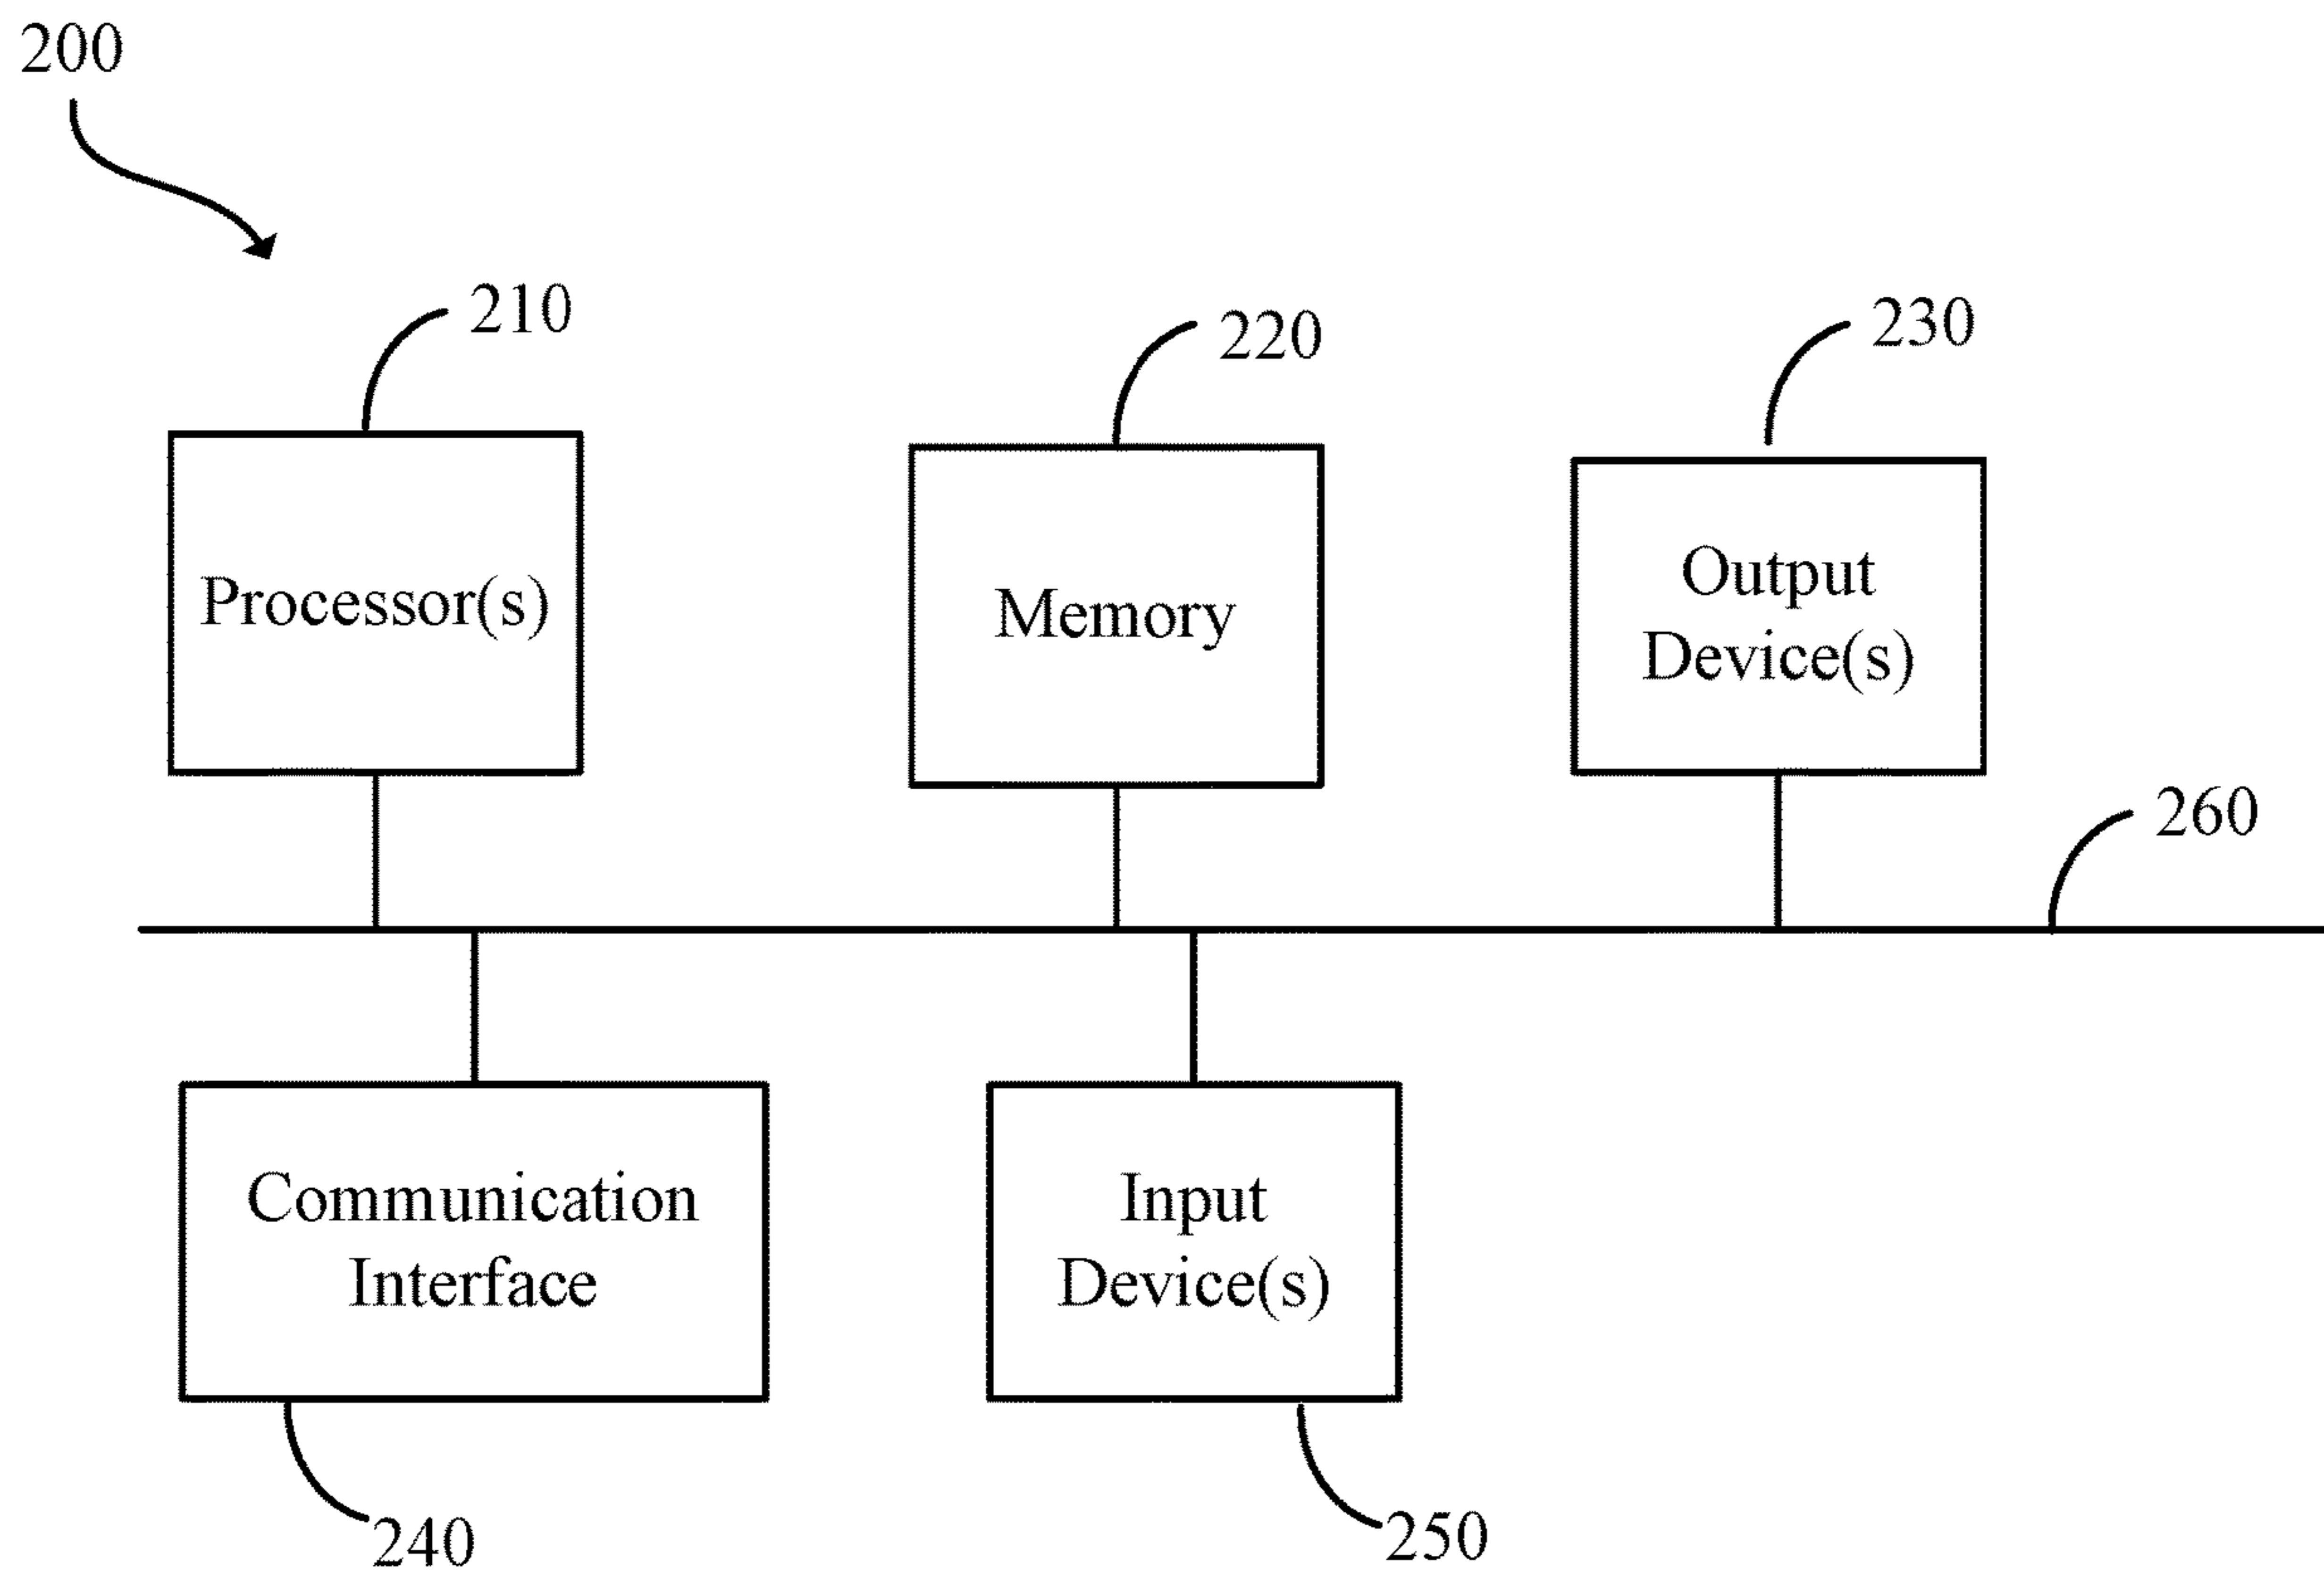 200
210
220
230
Processor(s)
Memory
Output
Device(s)
260
Communication
Interface
Input
Device(s)
240
250